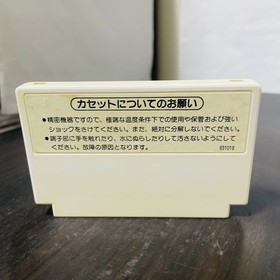 カセットについてのお願い
●精密機器ですので、極端な温度条件下での使用や保管および強い
ショックをさけてください。また、絶対に分解しないでください。
●端子部に手を触れたり、水にぬらしたりして汚さないようにして
ください。故障の原因となります。
831018